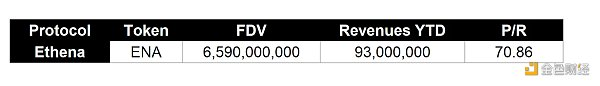 Protocol Token FDV Revenues YTD P/R
Ethena ENA 6,590,000,000 93,000,000 70.86
金色财经